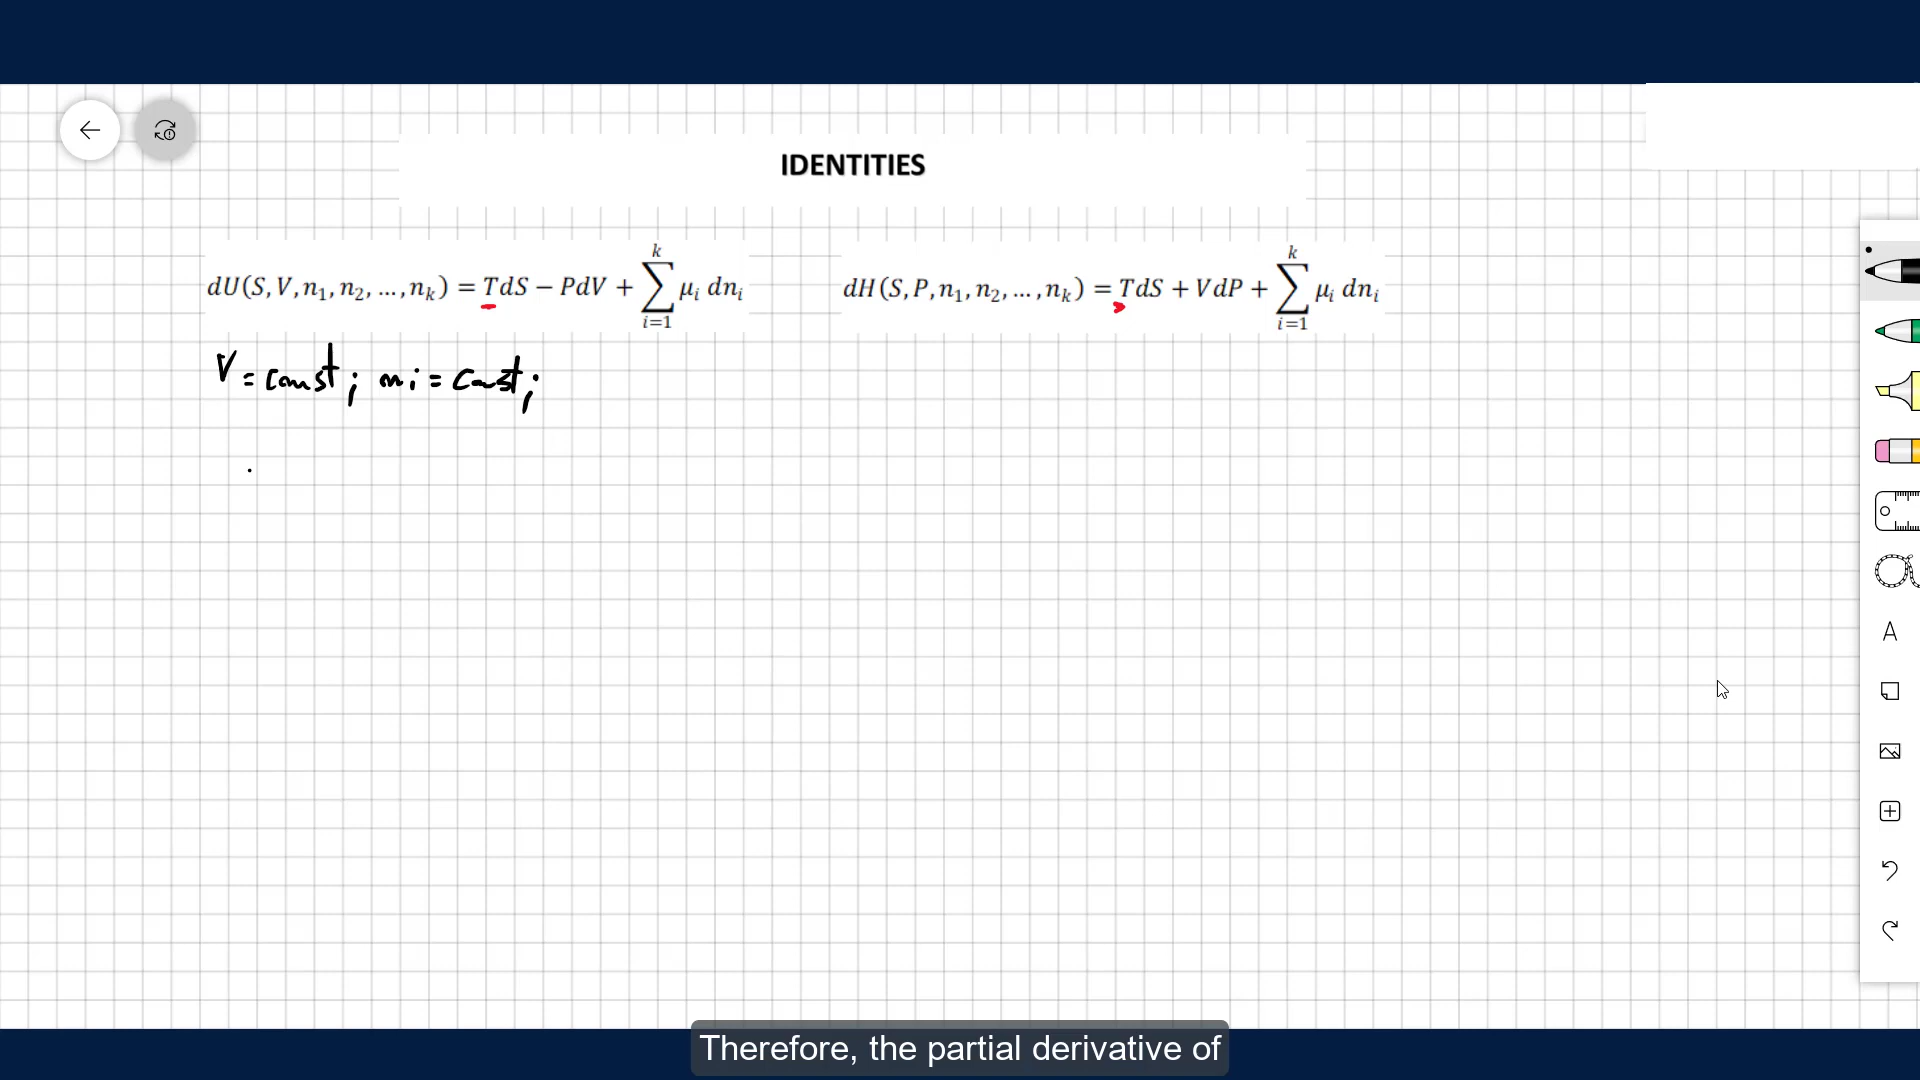 IDENTITIES
dU(S,V,n₁,n₂,…,nₖ) = TdS − PdV + ∑ᵢ₌₁ᵏ μᵢ dnᵢ
dH(S,P,n₁,n₂,…,nₖ) = TdS + VdP + ∑ᵢ₌₁ᵏ μᵢ dnᵢ
V = const; ni = const;
A
Therefore, the partial derivative of